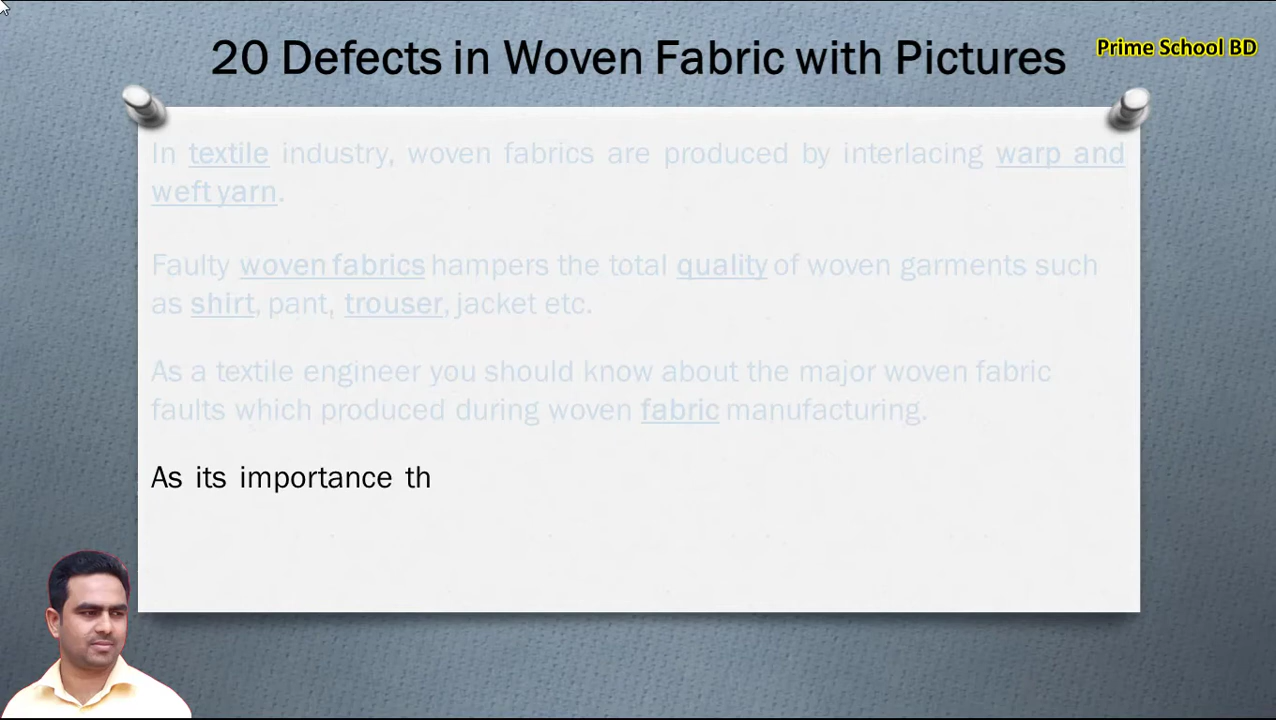 20 Defects in Woven Fabric with Pictures
Prime School BD
In textile industry, woven fabrics are produced by interlacing warp and
weft yarn.
Faulty woven fabrics hampers the total quality of woven garments such
as shirt, pant, trouser, jacket etc.
As a textile engineer you should know about the major woven fabric
faults which produced during woven fabric manufacturing.
As its importance th